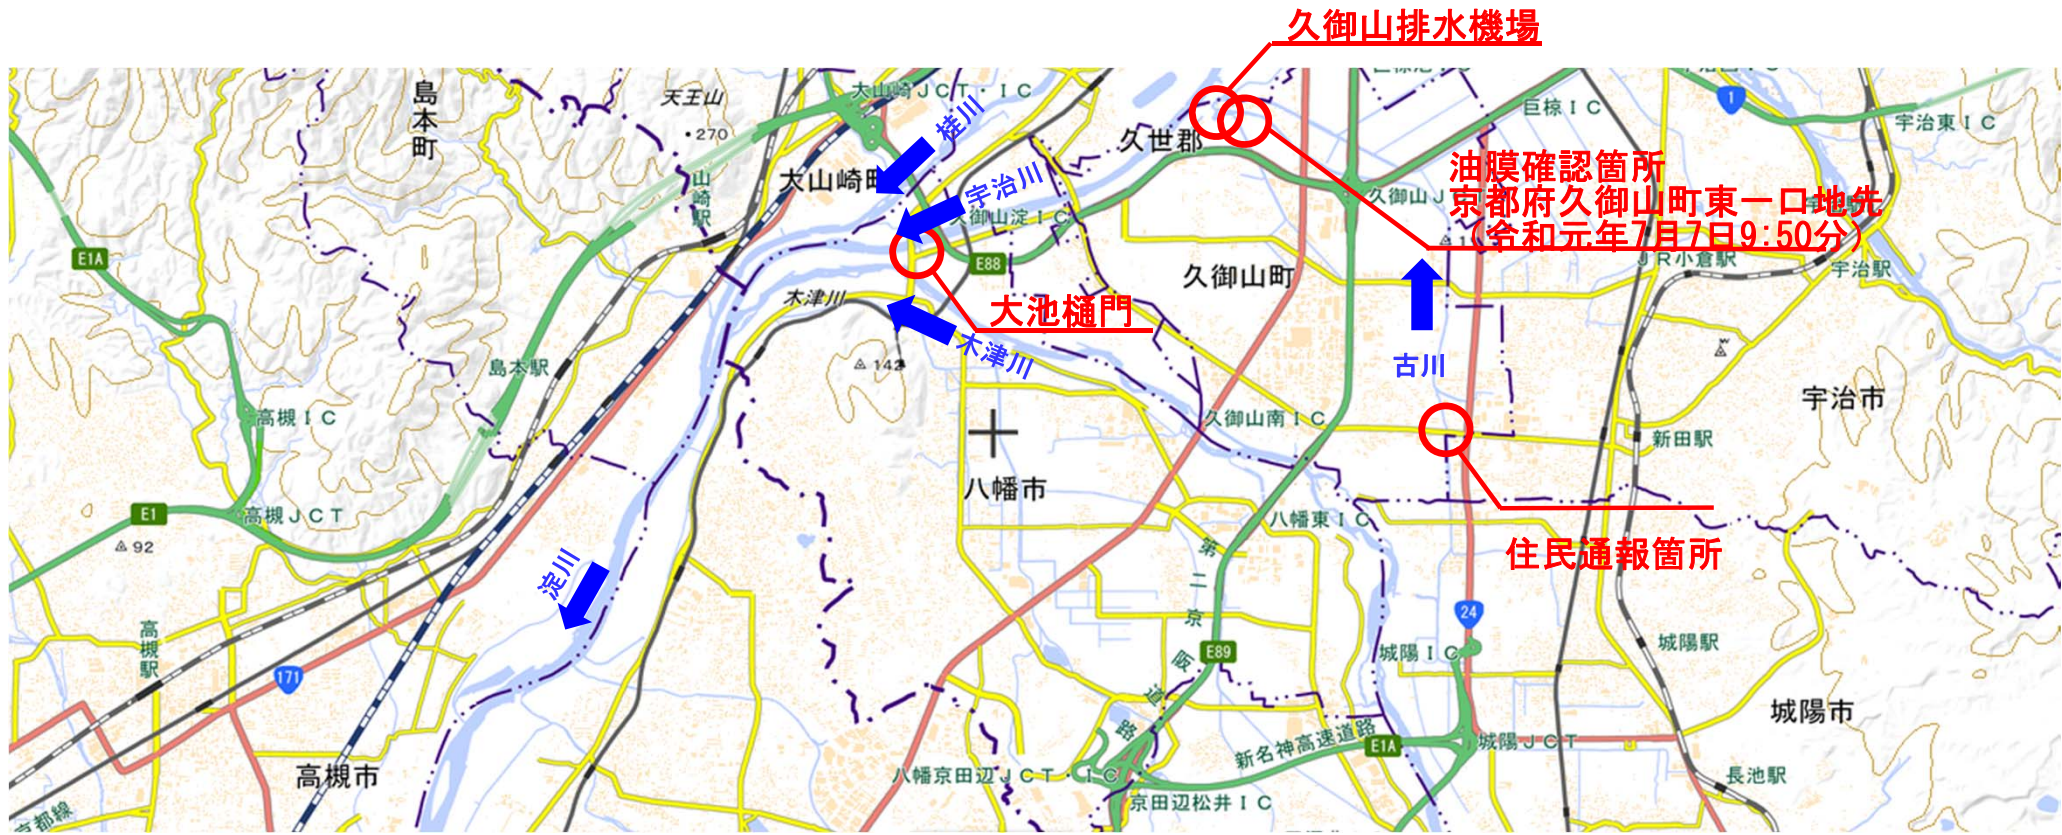 久御山排水機場
島本町
天王山
・270
大山崎JCT・IC
桂川
久世郡
巨椋IC
1
宇治東IC
油膜確認箇所
京都府久御山町東一口地先
(令和元年7月7日9:50分)
大山崎町
山崎駅
宇治川
久御山淀IC
久御山J
E1A
E88
久御山町
JR小倉駅
宇治駅
木津川
大池樋門
木津川
142
古川
島本駅
高槻IC
久御山南IC
宇治市
新田駅
八幡市
E1
高槻JCT
92
八幡東IC
住民通報箇所
淀川
第二京阪道路
24
高槻駅
171
E89
城陽IC
城陽駅
城陽市
新名神高速道路
E1A
城陽JCT
高槻市
八幡京田辺JCT・IC
長池駅
京田辺松井IC
京都線